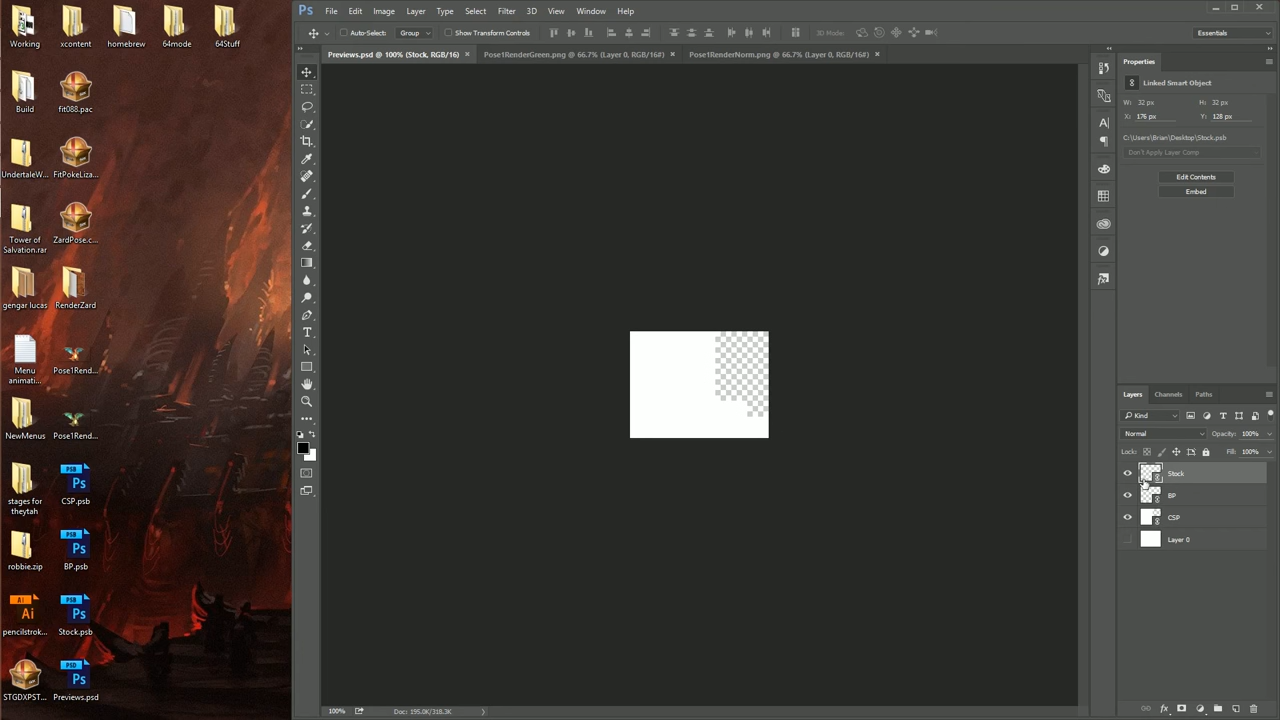 Working
xcontent
homebrew
64mode
64Stuff
Build
fit088.pac
UndertaleW...
FitPokeLiza...
Tower of
Salvation.rar
ZardPose.c...
gengar lucas
RenderZard
Menu
animati...
Pose1Rend...
NewMenus
Pose1Rend...
stages for
theytah
CSP.psb
robbie.zip
BP.psb
pencilstrok...
Stock.psb
STGDXPST...
Previews.psd
Ps File Edit Image Layer Type Select Filter 3D View Window Help
Auto-Select: Group Show Transform Controls 3D Mode: Essentials
Previews.psd @ 100% (Stock, RGB/16) × Pose1RenderGreen.png @ 66.7% (Layer 0, RGB/16#) × Pose1RenderNorm.png @ 66.7% (Layer 0, RGB/16#) ×
Properties
Linked Smart Object
W: 32 px H: 32 px
X: 176 px Y: 128 px
C:\Users\Brian\Desktop\Stock.psb
Don't Apply Layer Comp
Edit Contents
Embed
Layers Channels Paths
Kind
Normal Opacity: 100%
Lock: Fill: 100%
Stock
BP
CSP
Layer 0
100% Doc: 195.0K/318.3K